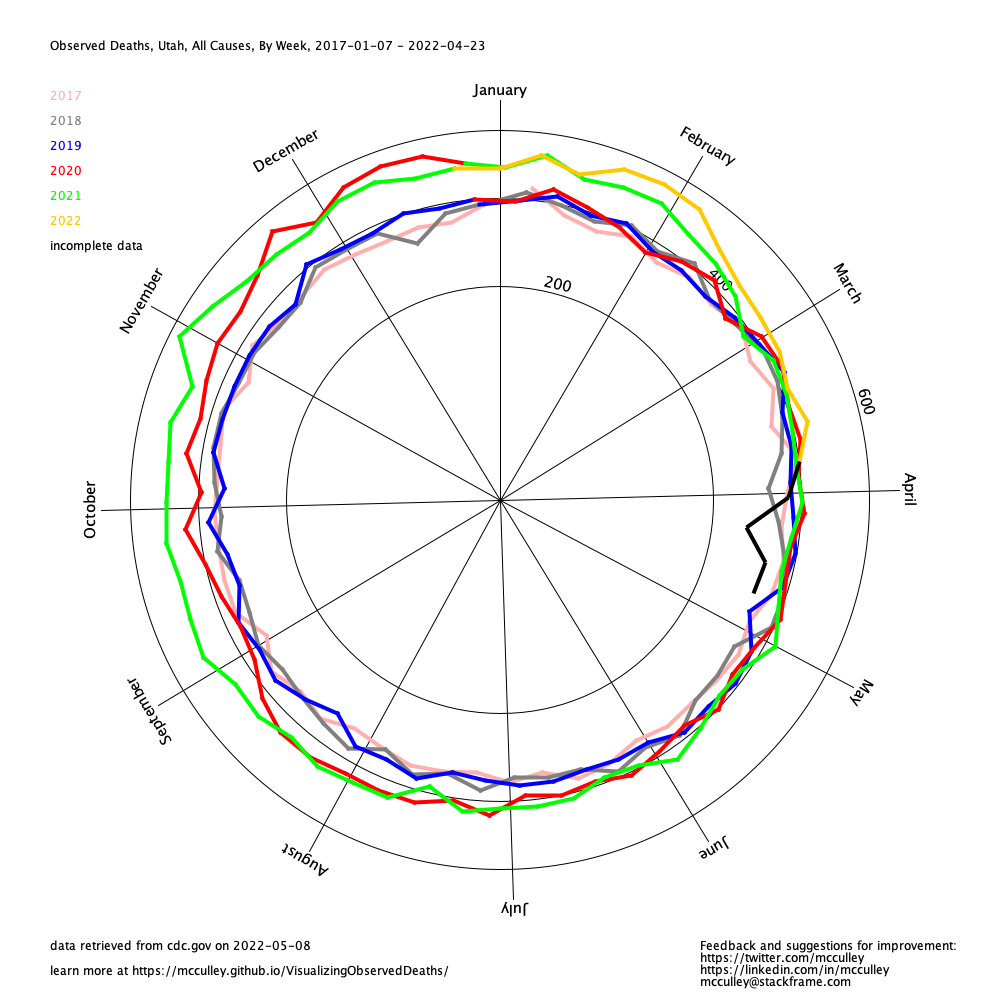 Observed Deaths, Utah, All Causes, By Week, 2017-01-07 - 2022-04-23
2017
2018
2019
2020
2021
2022
incomplete data
January
February
March
April
May
June
July
August
September
October
November
December
200
400
600
data retrieved from cdc.gov on 2022-05-08
learn more at https://mcculley.github.io/VisualizingObservedDeaths/
Feedback and suggestions for improvement:
https://twitter.com/mcculley
https://linkedin.com/in/mcculley
mcculley@stackframe.com